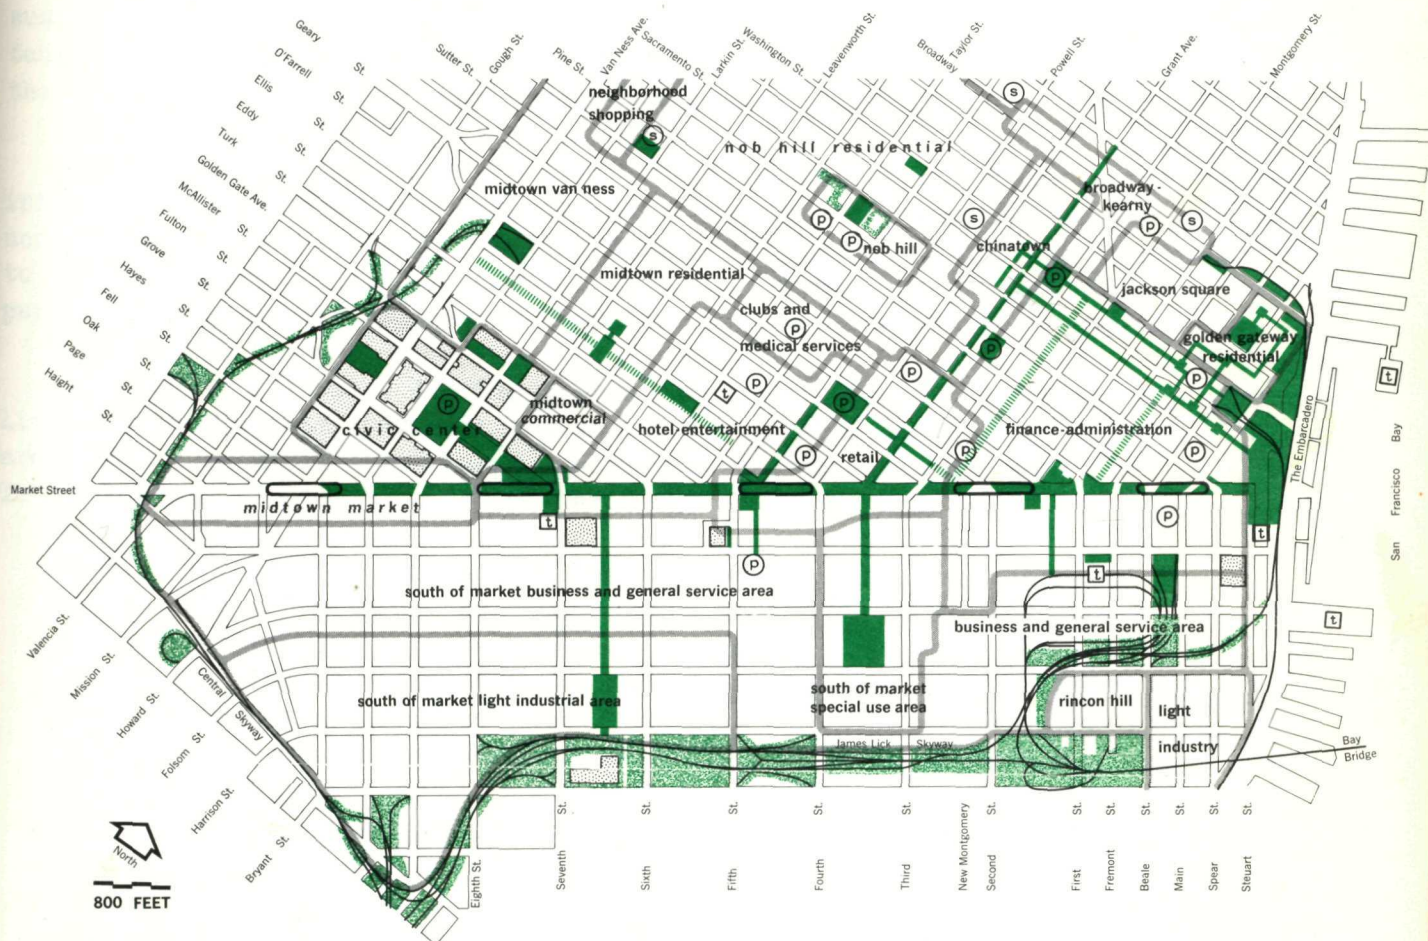 Geary
St.
O'Farrell
St.
Ellis
St.
Eddy
St.
Turk
St.
Golden Gate Ave.
McAllister
St.
Fulton
St.
Grove
St.
Hayes
St.
Fell
St.
Oak
St.
Page
St.
Haight
St.
Sutter St.
Gough St.
Pine St.
Van Ness Ave.
Sacramento St.
Larkin St.
Washington St.
Leavenworth St.
Broadway
Taylor St.
Powell St.
Grant Ave.
Montgomery St.
neighborhood
shopping
s
s
nob hill residential
midtown van ness
broadway-
kearny
p
s
s
p
p
nob hill
chinatown
p
midtown residential
jackson square
clubs and
p
medical services
golden gateway
residential
p
p
p
t
p
t
p
p
midtown
commercial
civic center
hotel-entertainment
finance-administration
p
retail
p
p
Market Street
midtown market
t
p
t
The Embarcadero
San Francisco Bay
p
t
south of market business and general service area
business and general service area
t
Valencia St.
Mission St.
Howard St.
Folsom St.
Harrison St.
Bryant St.
Central
Skyway
south of market light industrial area
south of market
special use area
rincon hill
light
industry
James Lick Skyway
Bay
Bridge
North
800 FEET
Eighth St.
Seventh St.
Sixth St.
Fifth St.
Fourth St.
Third St.
New Montgomery St.
Second St.
First St.
Fremont St.
Beale St.
Main St.
Spear St.
Steuart St.